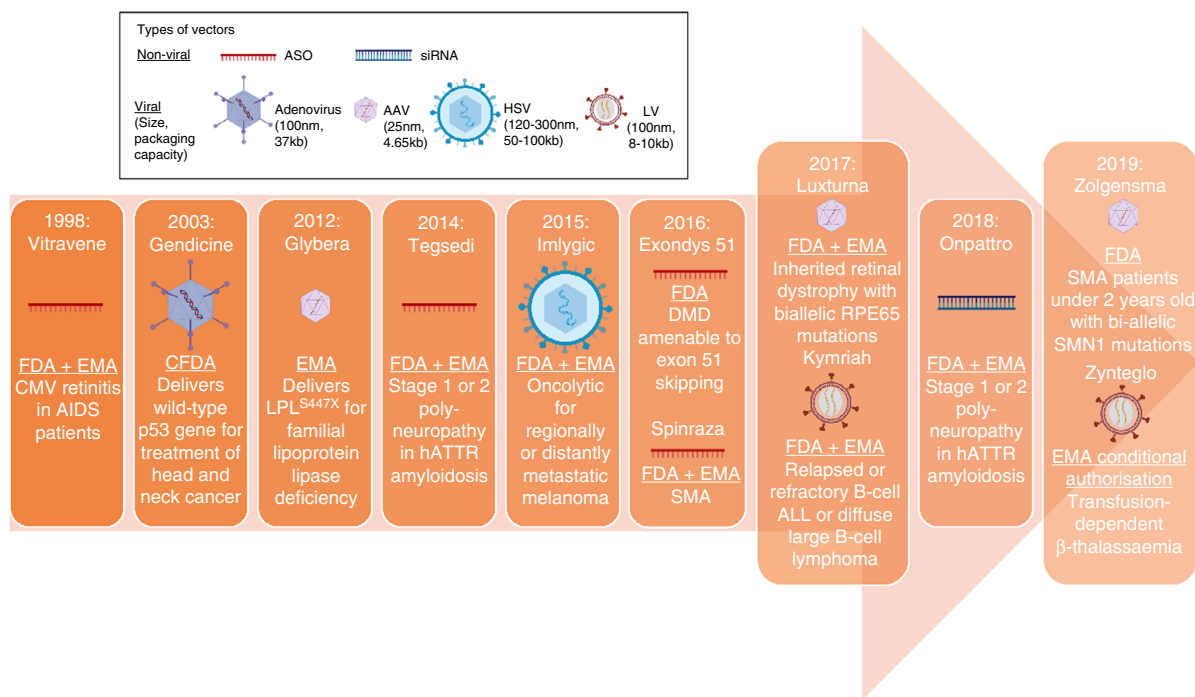 Types of vectors
Non-viral
ASO
siRNA
Viral
(Size,
packaging
capacity)
Adenovirus
(100nm,
37kb)
AAV
(25nm,
4.65kb)
HSV
(120-300nm,
50-100kb)
LV
(100nm,
8-10kb)
1998:
Vitravene
FDA + EMA
CMV retinitis
in AIDS
patients
2003:
Gendicine
CFDA
Delivers
wild-type
p53 gene for
treatment of
head and
neck cancer
2012:
Glybera
EMA
Delivers
LPLS447X for
familial
lipoprotein
lipase
deficiency
2014:
Tegsedi
FDA + EMA
Stage 1 or 2
poly-
neuropathy
in hATTR
amyloidosis
2015:
Imlygic
FDA + EMA
Oncolytic
for
regionally
or distantly
metastatic
melanoma
2016:
Exondys 51
FDA
DMD
amenable to
exon 51
skipping
Spinraza
FDA + EMA
SMA
2017:
Luxturna
FDA + EMA
Inherited retinal
dystrophy with
biallelic RPE65
mutations
Kymriah
FDA + EMA
Relapsed or
refractory B-cell
ALL or diffuse
large B-cell
lymphoma
2018:
Onpattro
FDA + EMA
Stage 1 or 2
poly-
neuropathy
in hATTR
amyloidosis
2019:
Zolgensma
FDA
SMA patients
under 2 years old
with bi-allelic
SMN1 mutations
Zynteglo
EMA conditional
authorisation
Transfusion-
dependent
β-thalassaemia